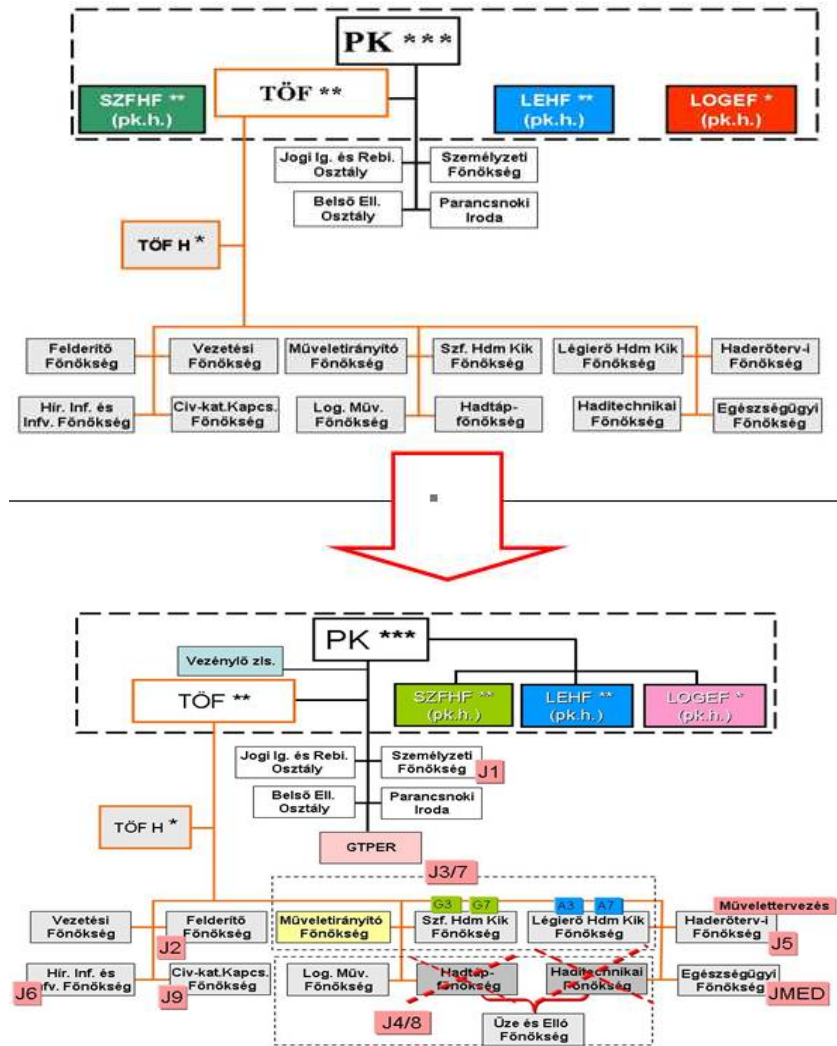 PK ***
SZFHF **
(pk.h.)
TÖF **
LEHF **
(pk.h.)
LOGEF *
(pk.h.)
Jogi Ig. és Rebi.
Osztály
Személyzeti
Főnökség
Belső Ell.
Osztály
Parancsnoki
Iroda
TÖF H *
Felderítő
Főnökség
Vezetési
Főnökség
Műveletirányító
Főnökség
Szf. Hdm Kik
Főnökség
Légierő Hdm Kik
Főnökség
Haderőterv-i
Főnökség
Hír. Inf. és
Infv. Főnökség
Civ-kat.Kapcs.
Főnökség
Log. Műv.
Főnökség
Hadtáp-
főnökség
Haditechnikai
Főnökség
Egészségügyi
Főnökség
PK ***
Vezénylő zls.
TÖF **
SZFHF **
(pk.h.)
LEHF **
(pk.h.)
LOGEF *
(pk.h.)
Jogi Ig. és Rebi.
Osztály
Személyzeti
Főnökség
J1
Belső Ell.
Osztály
Parancsnoki
Iroda
TÖF H *
GTPER
J3/7
G3
G7
A3
A7
Művelettervezés
Vezetési
Főnökség
Felderítő
Főnökség
J2
Műveletirányító
Főnökség
Szf. Hdm Kik
Főnökség
Légierő Hdm Kik
Főnökség
Haderőterv-i
Főnökség
J5
Hír. Inf. és
Infv. Főnökség
J6
Civ-kat.Kapcs.
Főnökség
J9
Log. Műv.
Főnökség
Hadtáp-
főnökség
Haditechnikai
Főnökség
Egészségügyi
Főnökség
JMED
J4/8
Üze és Elló
Főnökség